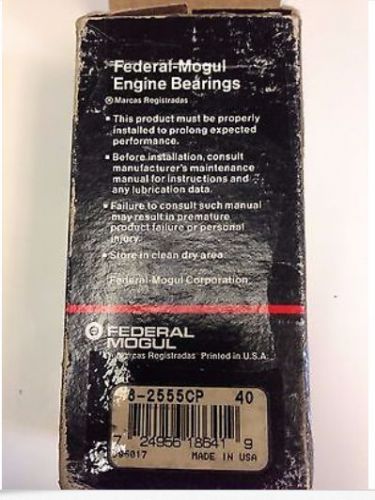 Federal-Mogul
Engine Bearings
® Marcas Registradas
▪ This product must be properly
installed to prolong expected
performance.
▪ Before installation, consult
manufacturer's maintenance
manual for instructions and
any lubrication data.
▪ Failure to consult such manual
may result in premature
product failure or personal
injury.
▪ Store in clean dry area
Federal-Mogul Corporation
FEDERAL
MOGUL
Marcas Registradas Printed in U.S.A.
8-2555CP 40
7 24956 18641 9
MADE IN USA